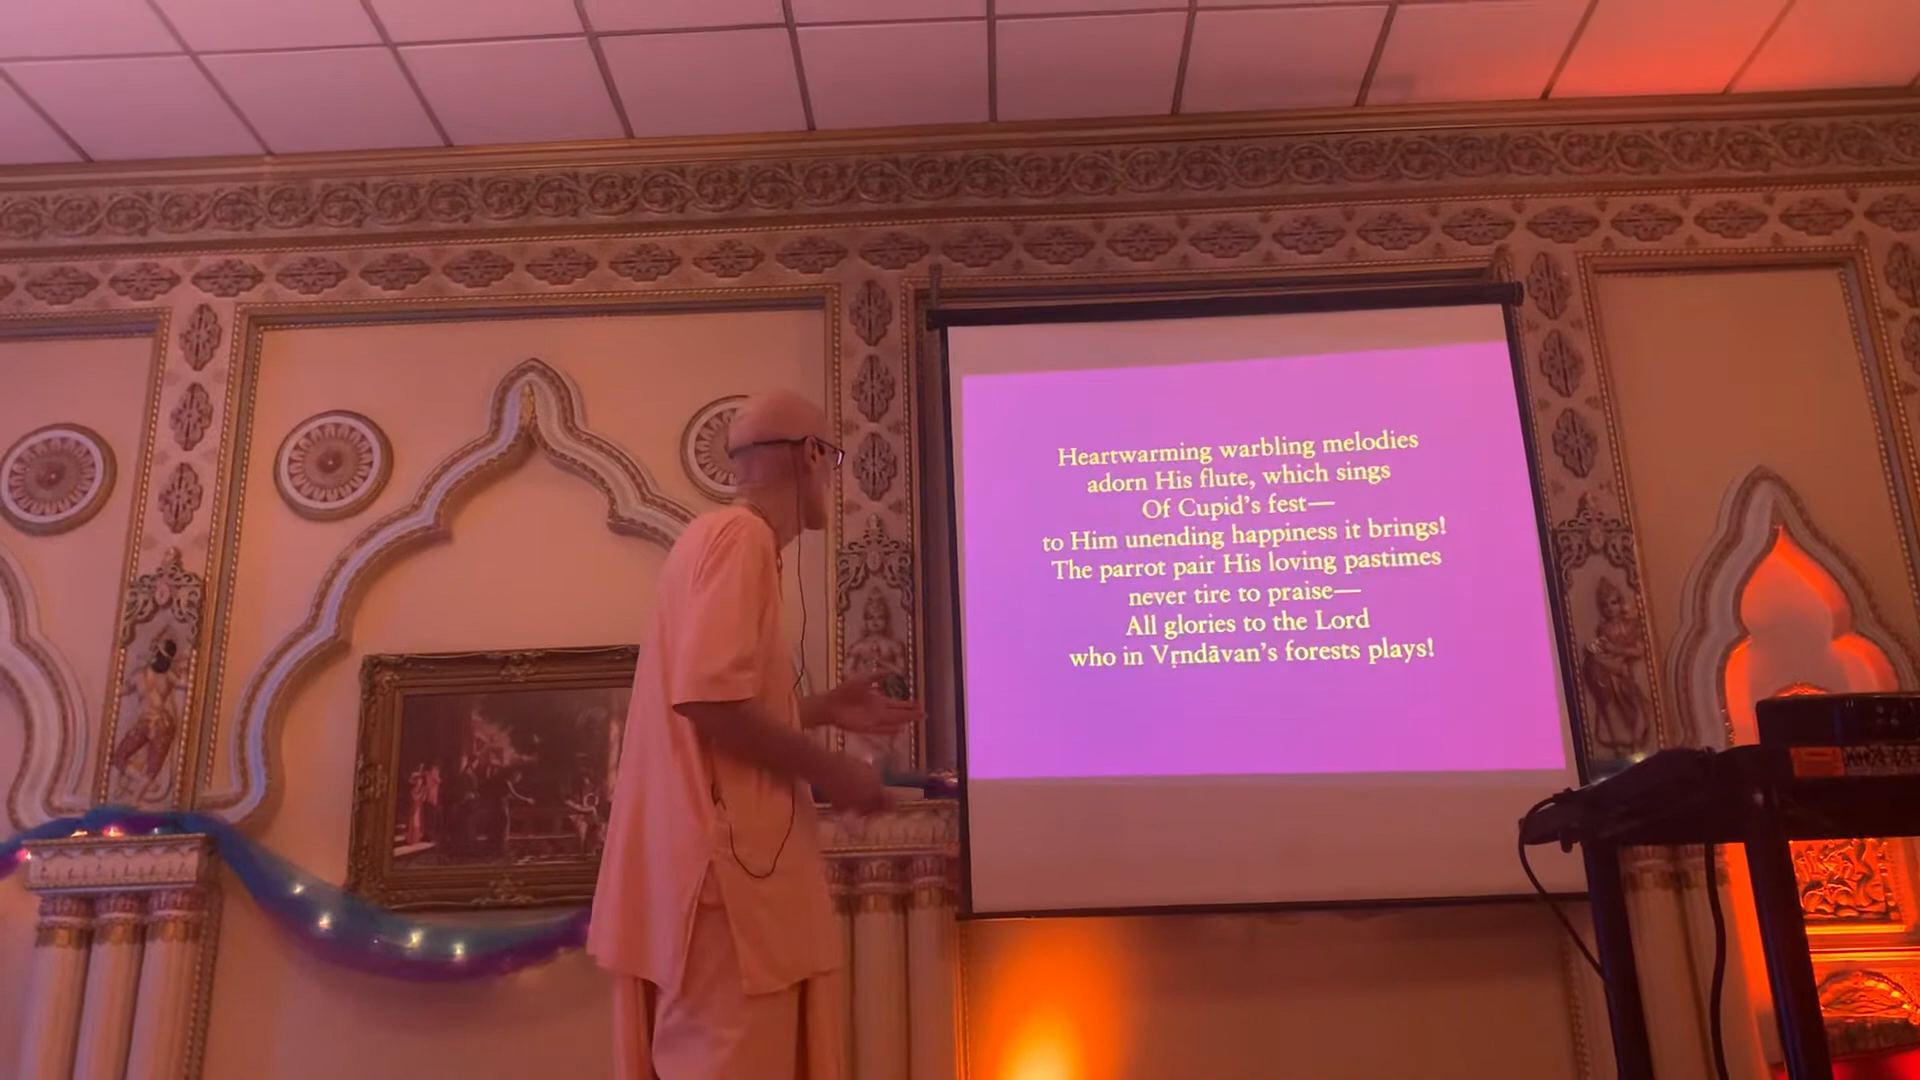 Heartwarming warbling melodies
adorn His flute, which sings
Of Cupid's fest—
to Him unending happiness it brings!
The parrot pair His loving pastimes
never tire to praise—
All glories to the Lord
who in Vṛndāvan's forests plays!